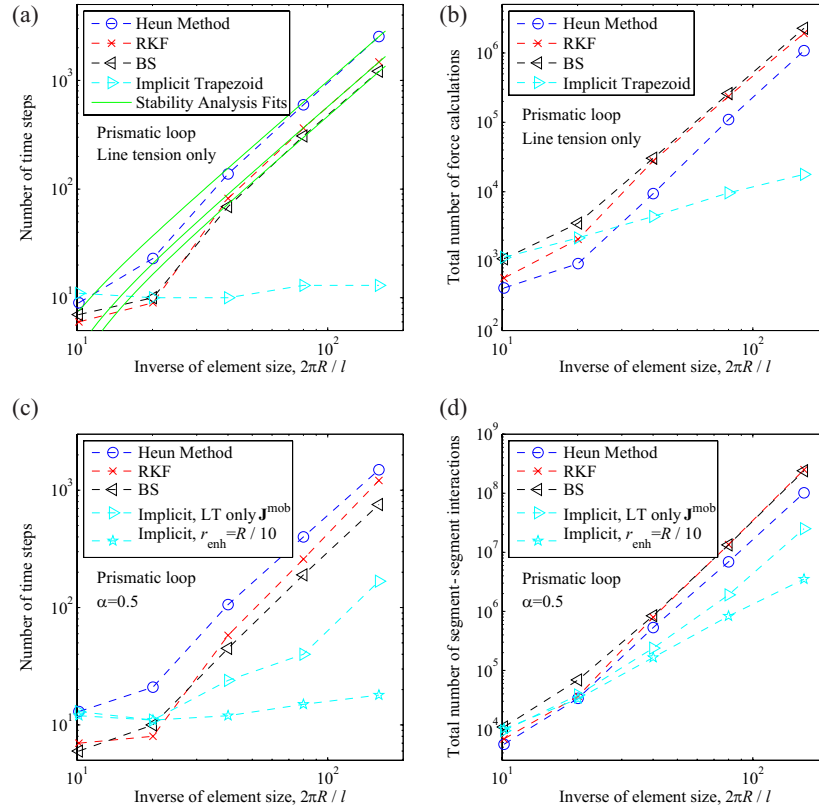 (a)
Heun Method
RKF
BS
Implicit Trapezoid
Stability Analysis Fits
Prismatic loop
Line tension only
Number of time steps
10³
10²
10¹
10¹
10²
Inverse of element size, 2πR / l
(b)
Heun Method
RKF
BS
Implicit Trapezoid
Prismatic loop
Line tension only
Total number of force calculations
10⁶
10⁵
10⁴
10³
10²
10¹
10²
Inverse of element size, 2πR / l
(c)
Heun Method
RKF
BS
Implicit, LT only Jᵐᵒᵇ
Implicit, r_enh=R / 10
Prismatic loop
α=0.5
Number of time steps
10³
10²
10¹
10¹
10²
Inverse of element size, 2πR / l
(d)
Heun Method
RKF
BS
Implicit, LT only Jᵐᵒᵇ
Implicit, r_enh=R / 10
Prismatic loop
α=0.5
Total number of segment-segment interactions
10⁹
10⁸
10⁷
10⁶
10⁵
10⁴
10¹
10²
Inverse of element size, 2πR / l